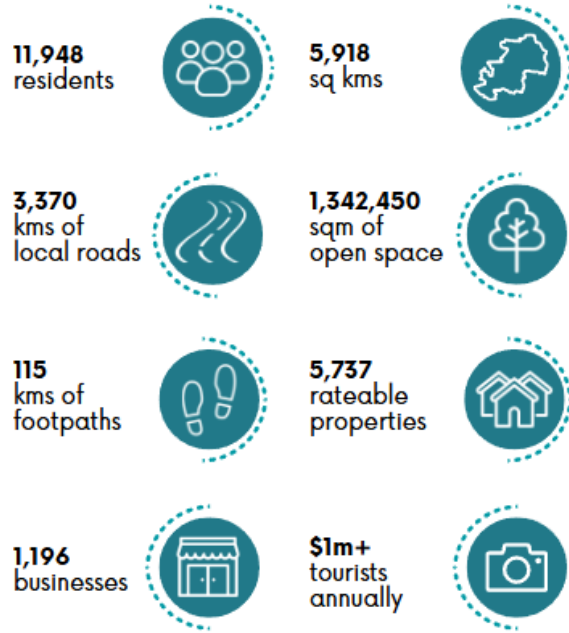 11,948
residents
5,918
sq kms
3,370
kms of
local roads
1,342,450
sqm of
open space
115
kms of
footpaths
5,737
rateable
properties
1,196
businesses
$1m+
tourists
annually